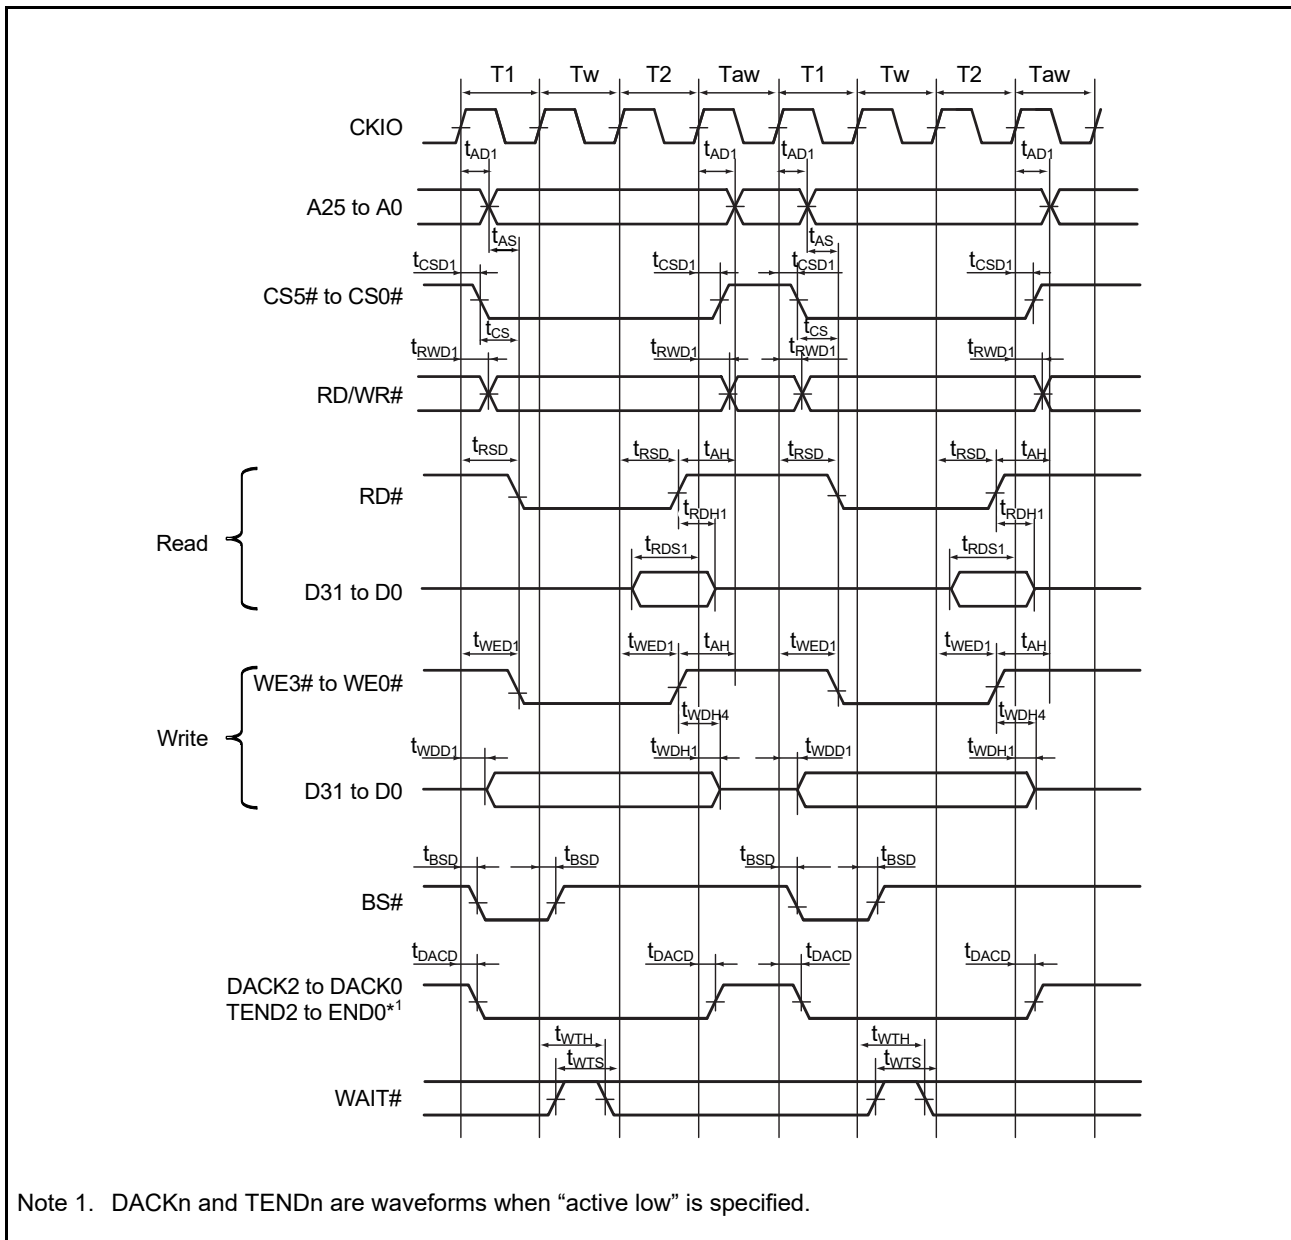 T1 Tw T2 Taw T1 Tw T2 Taw
CKIO
tAD1 tAD1 tAD1 tAD1
A25 to A0
tAS tAS
tCSD1 tCSD1 tCSD1 tCSD1
CS5# to CS0#
tCS tCS
tRWD1 tRWD1 tRWD1 tRWD1
RD/WR#
tRSD tRSD tAH tRSD tRSD tAH
RD#
tRDH1 tRDH1
Read
tRDS1 tRDS1
D31 to D0
tWED1 tWED1 tAH tWED1 tWED1 tAH
WE3# to WE0#
tWDH4 tWDH4
Write
tWDD1 tWDH1 tWDD1 tWDH1
D31 to D0
tBSD tBSD tBSD tBSD
BS#
tDACD tDACD tDACD tDACD
DACK2 to DACK0
TEND2 to END0*1
tWTH tWTH
tWTS tWTS
WAIT#
Note 1. DACKn and TENDn are waveforms when “active low” is specified.